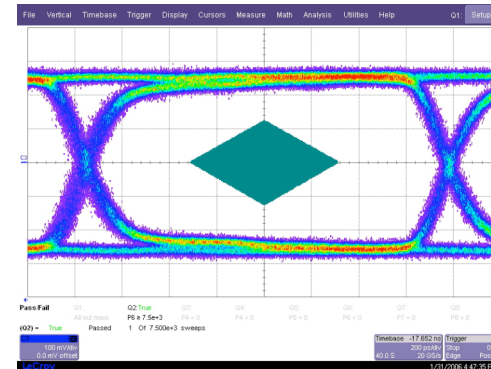 File Vertical Timebase Trigger Display Cursors Measure Math Analysis Utilities Help Q1: Setup
Pass/Fail Q1: Q2:True Q3 Q4: Q5: Q6: Q7: Q8:
All out mask P6 ≥ 7.5e+3 P4 = 0 P4 = 0 P5 < 0 P6 < 0 P7 < 0 P8 < 0
(Q2) = True Passed 1 Of 7.500e+3 sweeps
100 mV/div
0.0 mV offset
Timebase -17.652 ns Trigger
200 ps/div Stop 0
40.0 S 20 GS/s Edge Pos
LeCroy 1/31/2006 4:47:35 P